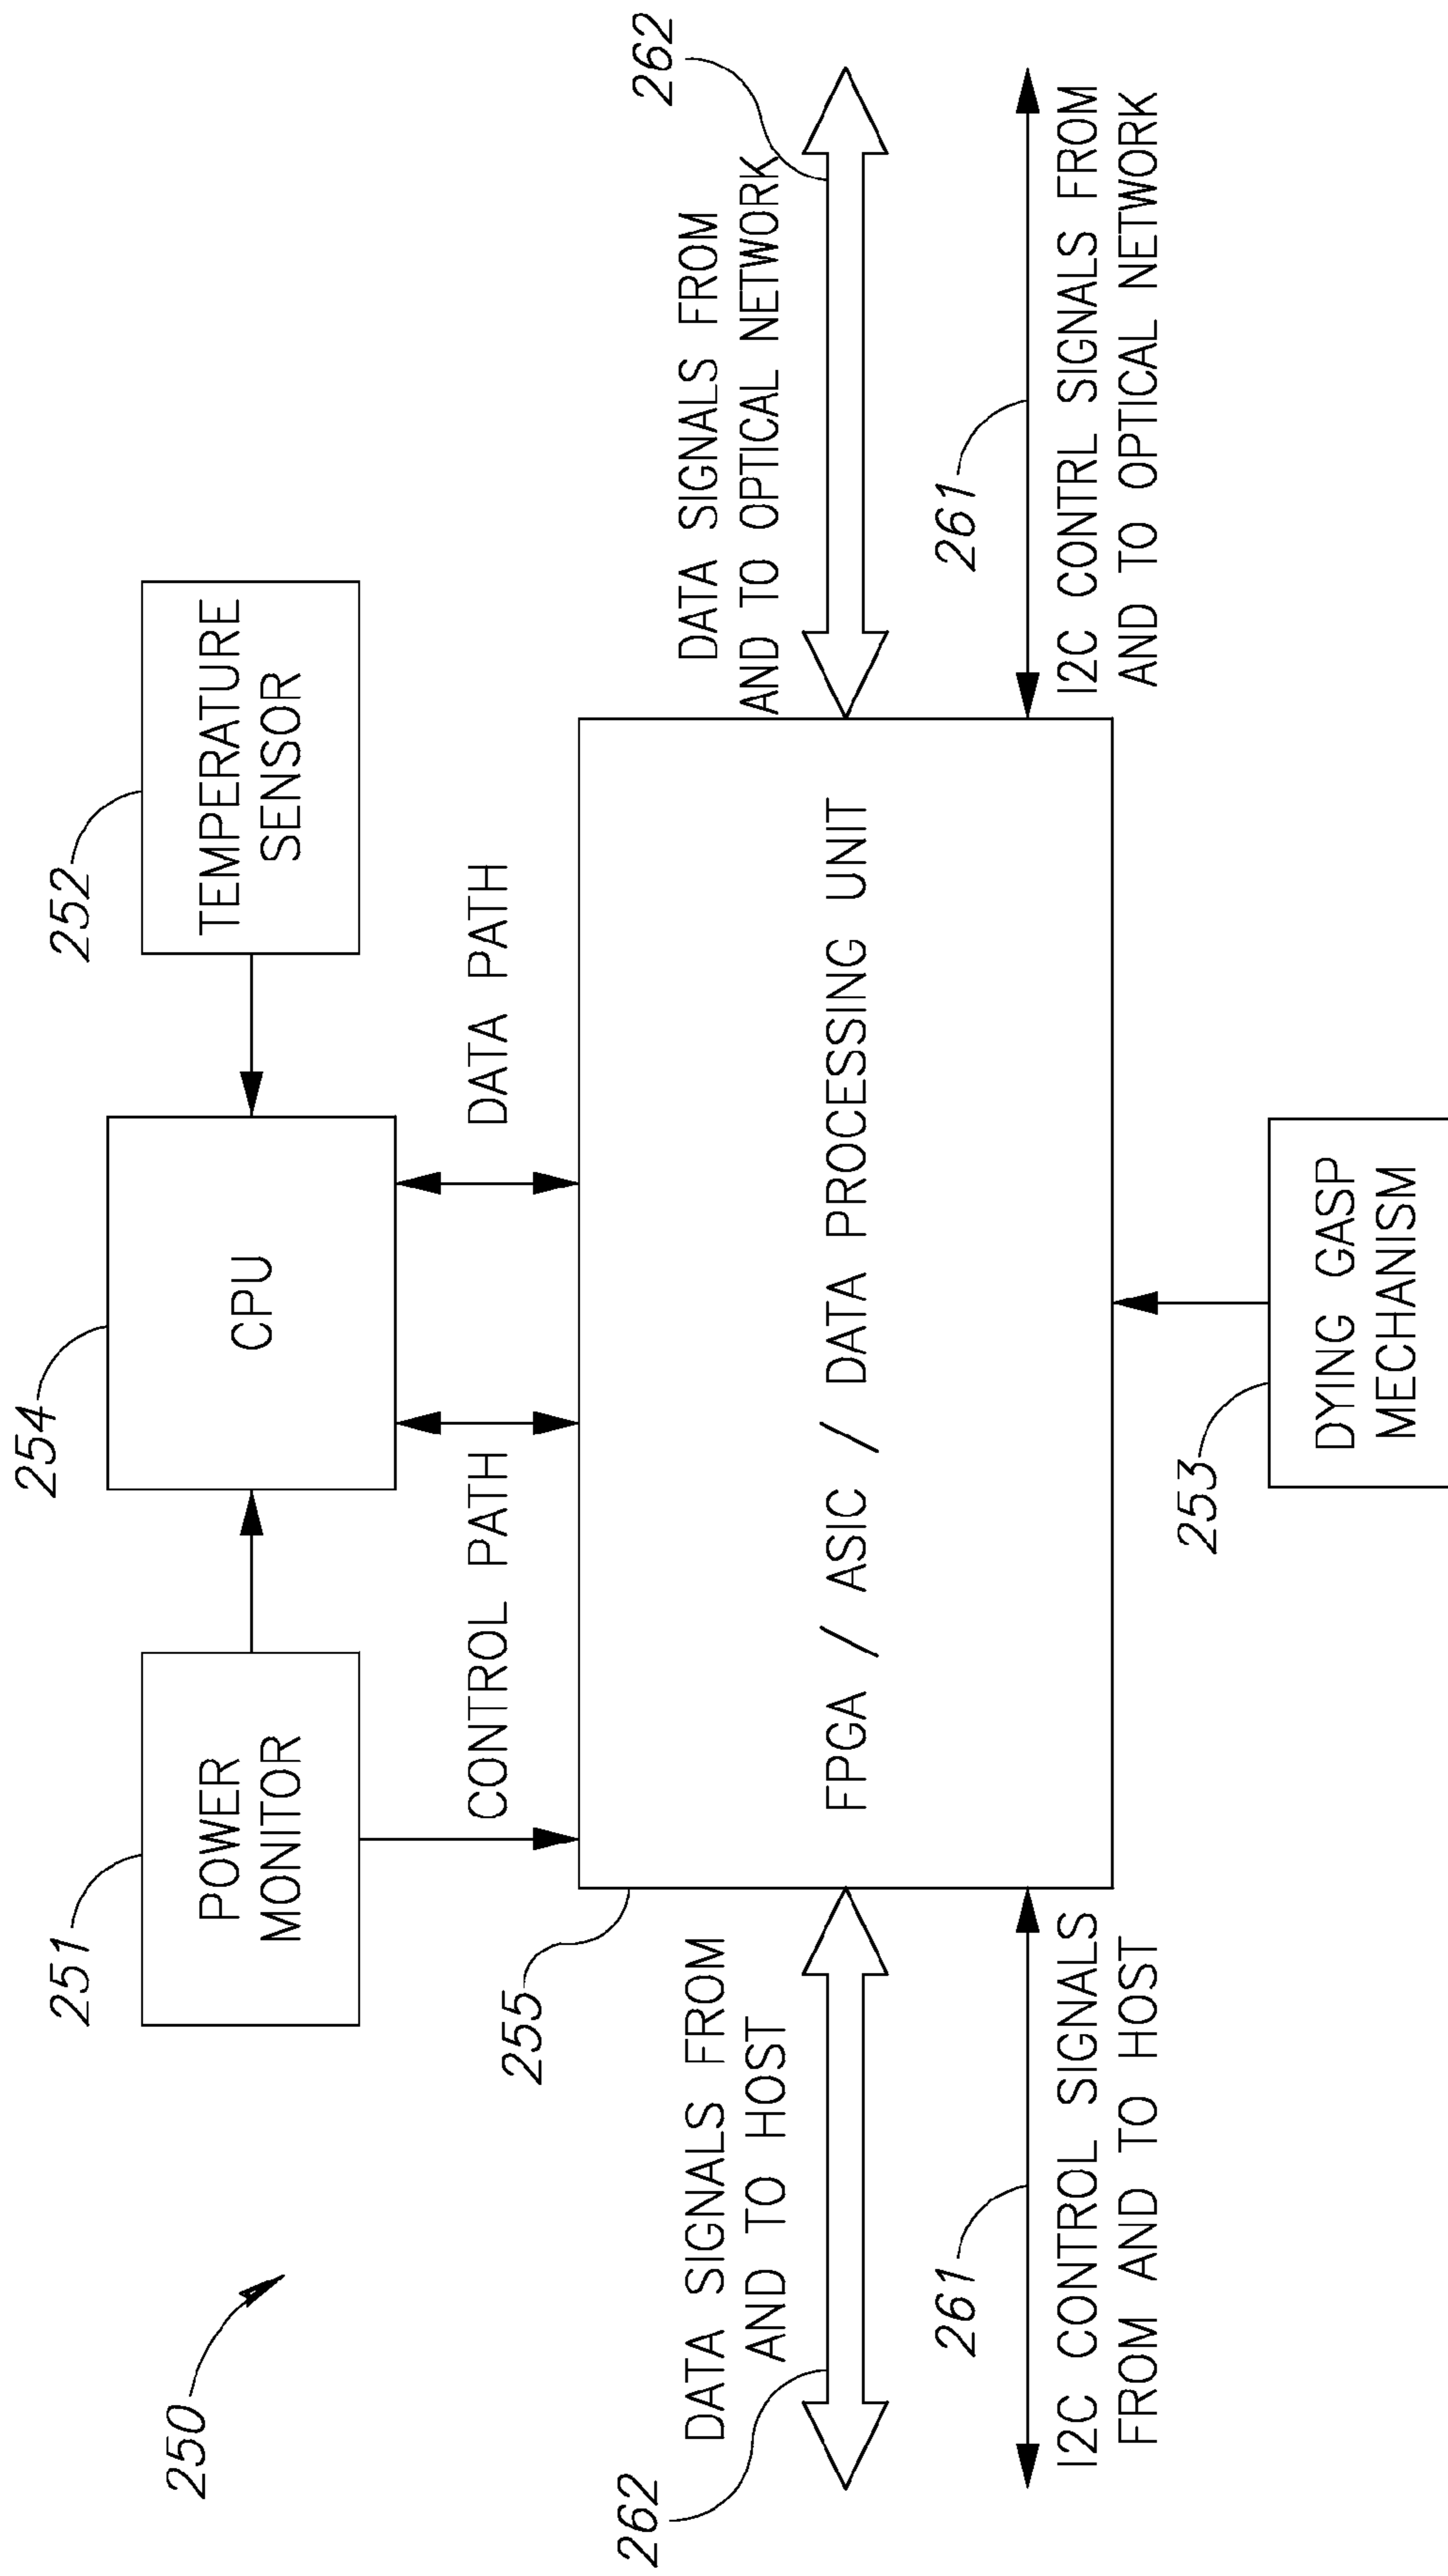 250
254
251
252
POWER
MONITOR
CPU
TEMPERATURE
SENSOR
CONTROL PATH
DATA PATH
255
FPGA / ASIC / DATA PROCESSING UNIT
262
DATA SIGNALS FROM
AND TO HOST
262
DATA SIGNALS FROM
AND TO OPTICAL NETWORK
261
I2C CONTROL SIGNALS
FROM AND TO HOST
261
I2C CONTRL SIGNALS FROM
AND TO OPTICAL NETWORK
253
DYING GASP
MECHANISM